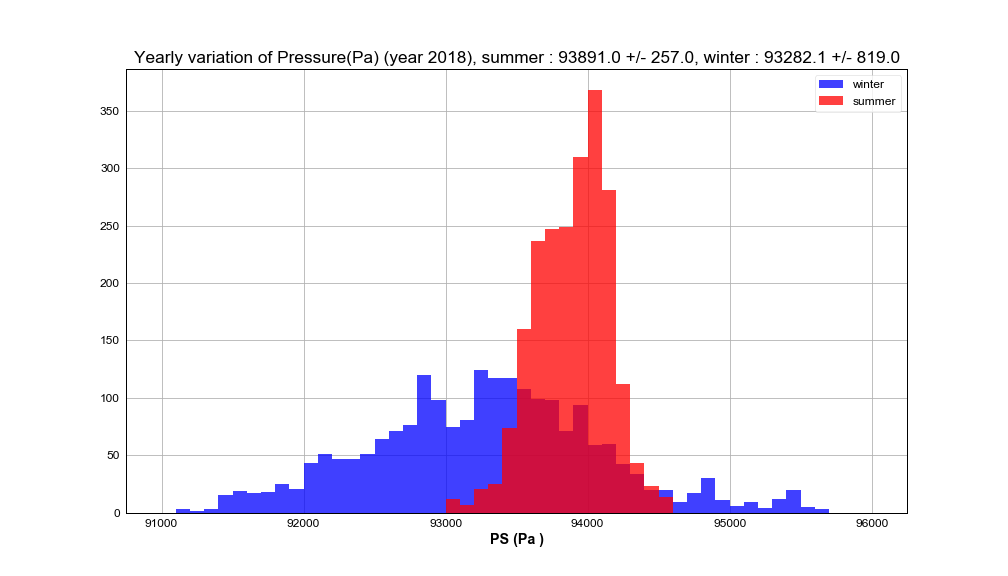 Yearly variation of Pressure(Pa) (year 2018), summer : 93891.0 +/- 257.0, winter : 93282.1 +/- 819.0
winter
summer
350
300
250
200
150
100
50
0
91000 92000 93000 94000 95000 96000
PS (Pa )